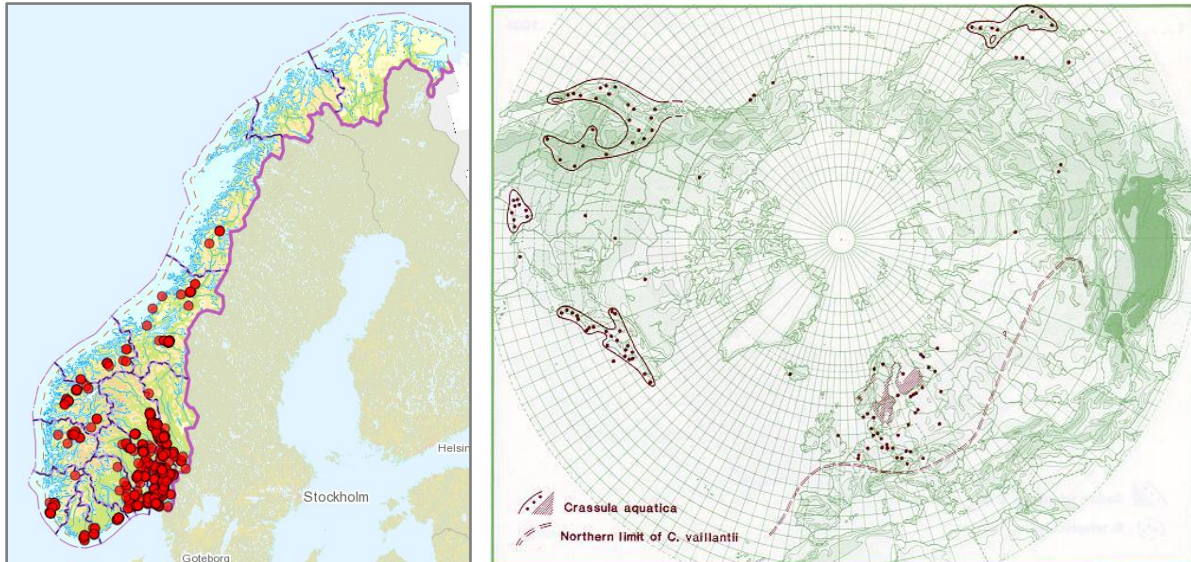 Helsin
Stockholm
Goteborg
Crassula aquatica
Northern limit of C. vaillantii